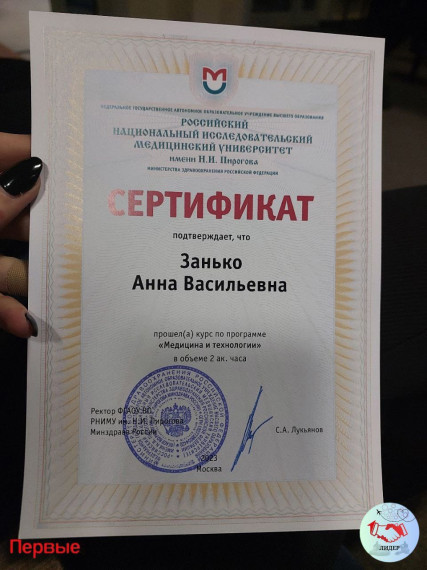 ФЕДЕРАЛЬНОЕ ГОСУДАРСТВЕННОЕ АВТОНОМНОЕ ОБРАЗОВАТЕЛЬНОЕ УЧРЕЖДЕНИЕ ВЫСШЕГО ОБРАЗОВАНИЯ
РОССИЙСКИЙ
НАЦИОНАЛЬНЫЙ ИССЛЕДОВАТЕЛЬСКИЙ
МЕДИЦИНСКИЙ УНИВЕРСИТЕТ
имени Н.И. Пирогова
МИНИСТЕРСТВА ЗДРАВООХРАНЕНИЯ РОССИЙСКОЙ ФЕДЕРАЦИИ
СЕРТИФИКАТ
подтверждает, что
Занько
Анна Васильевна
прошел(а) курс по программе
«Медицина и технологии»
в объеме 2 ак. часа
Ректор ФГАОУ ВО
РНИМУ им. Н.И. Пирогова
Минздрава России
С.А. Лукьянов
2023
Москва
Первые
ЛИДЕР